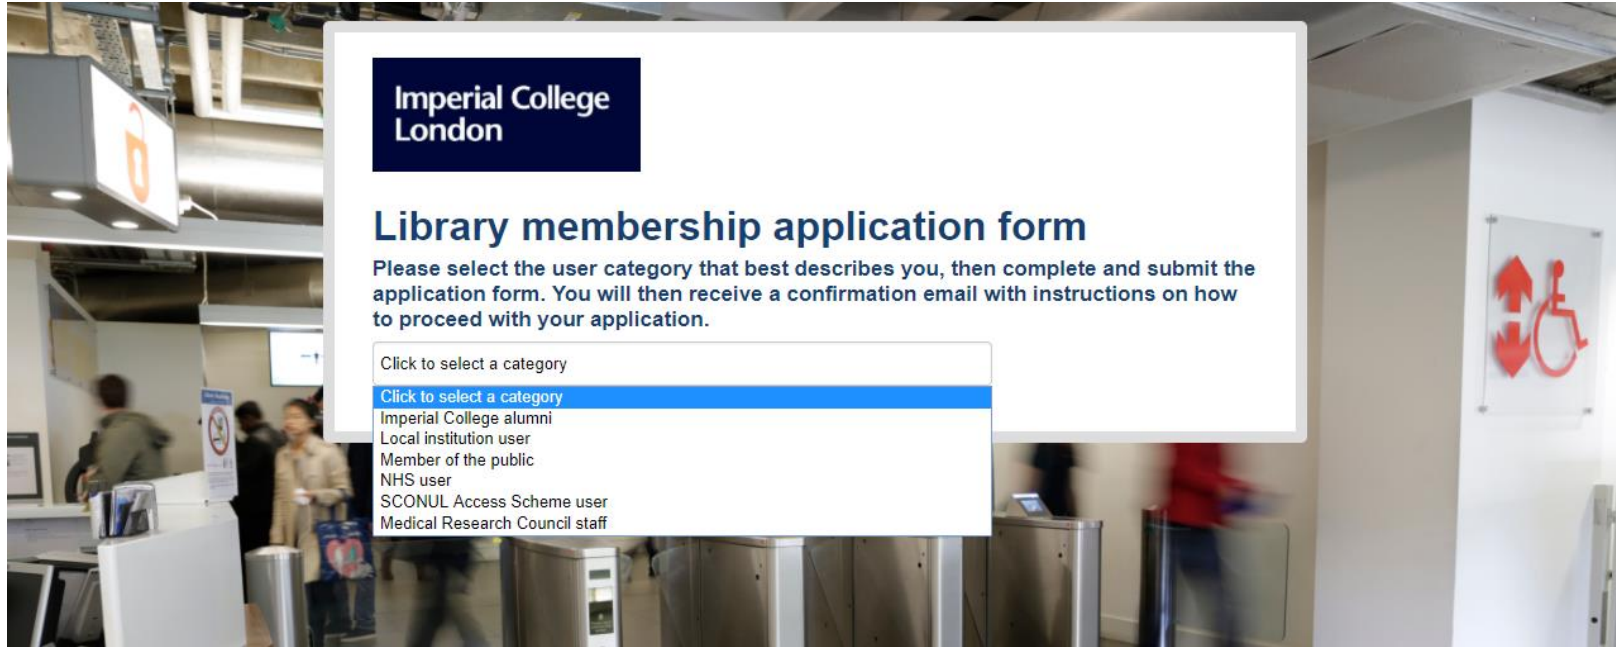 Imperial College
London
Library membership application form
Please select the user category that best describes you, then complete and submit the
application form. You will then receive a confirmation email with instructions on how
to proceed with your application.
Click to select a category
Click to select a category
Imperial College alumni
Local institution user
Member of the public
NHS user
SCONUL Access Scheme user
Medical Research Council staff